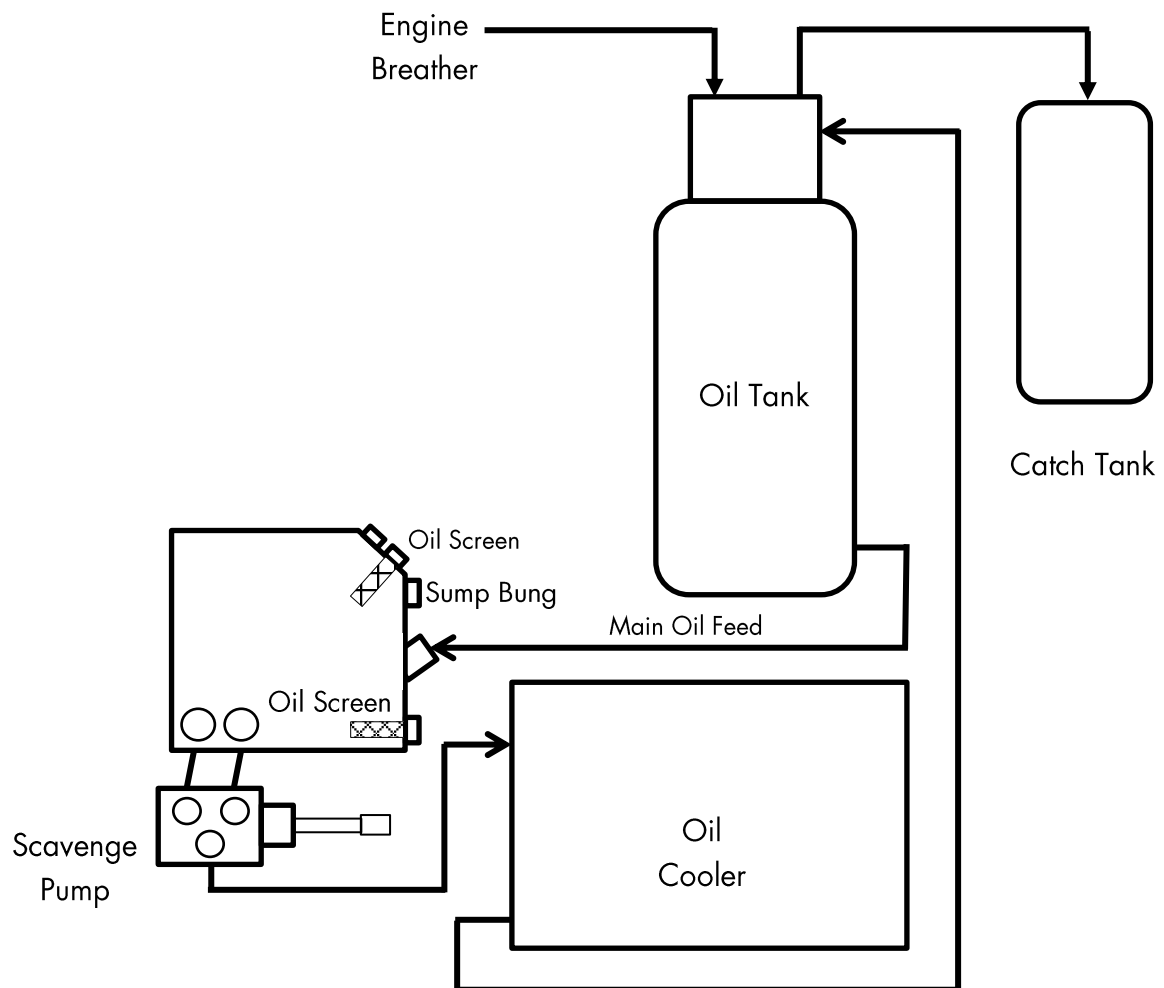 Engine
Breather
Oil Tank
Catch Tank
Oil Screen
Sump Bung
Main Oil Feed
Oil Screen
Oil
Cooler
Scavenge
Pump